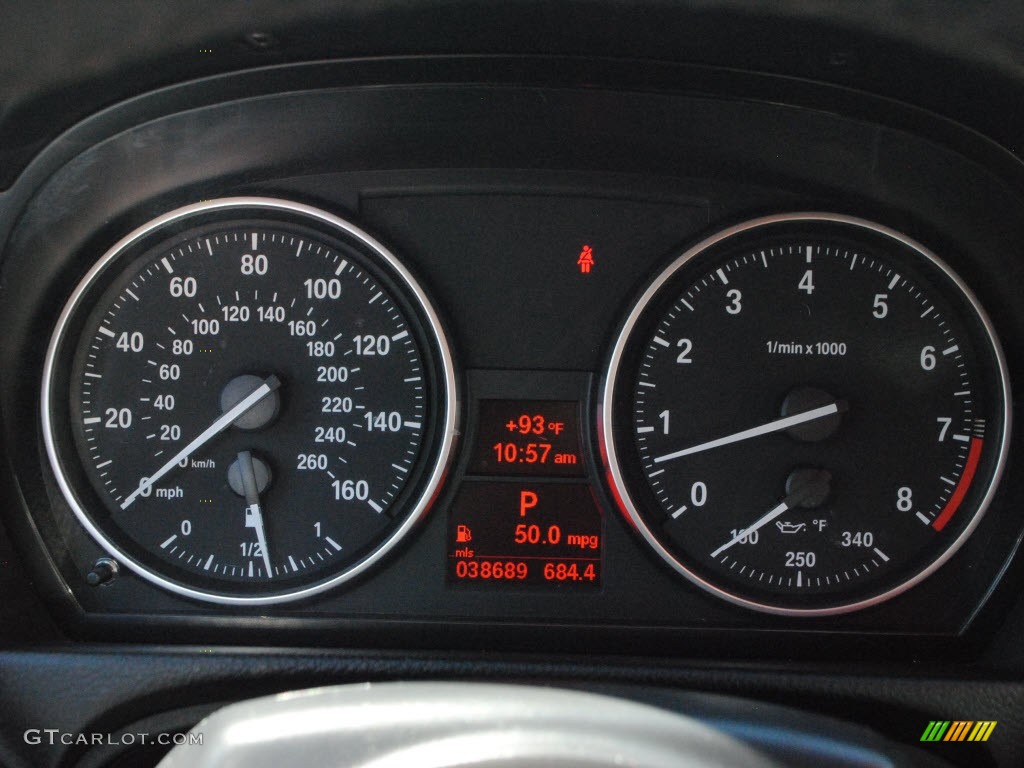 0 20 40 60 80 100 120 140 160
mph
20 40 60 80 100 120 140 160 180 200 220 240 260
km/h
0 1/2 1
+93 °F
10:57 am
P
50.0 mpg
mls
038689 684.4
0 1 2 3 4 5 6 7 8
1/min x 1000
°F
160 250 340
GTCARLOT.COM